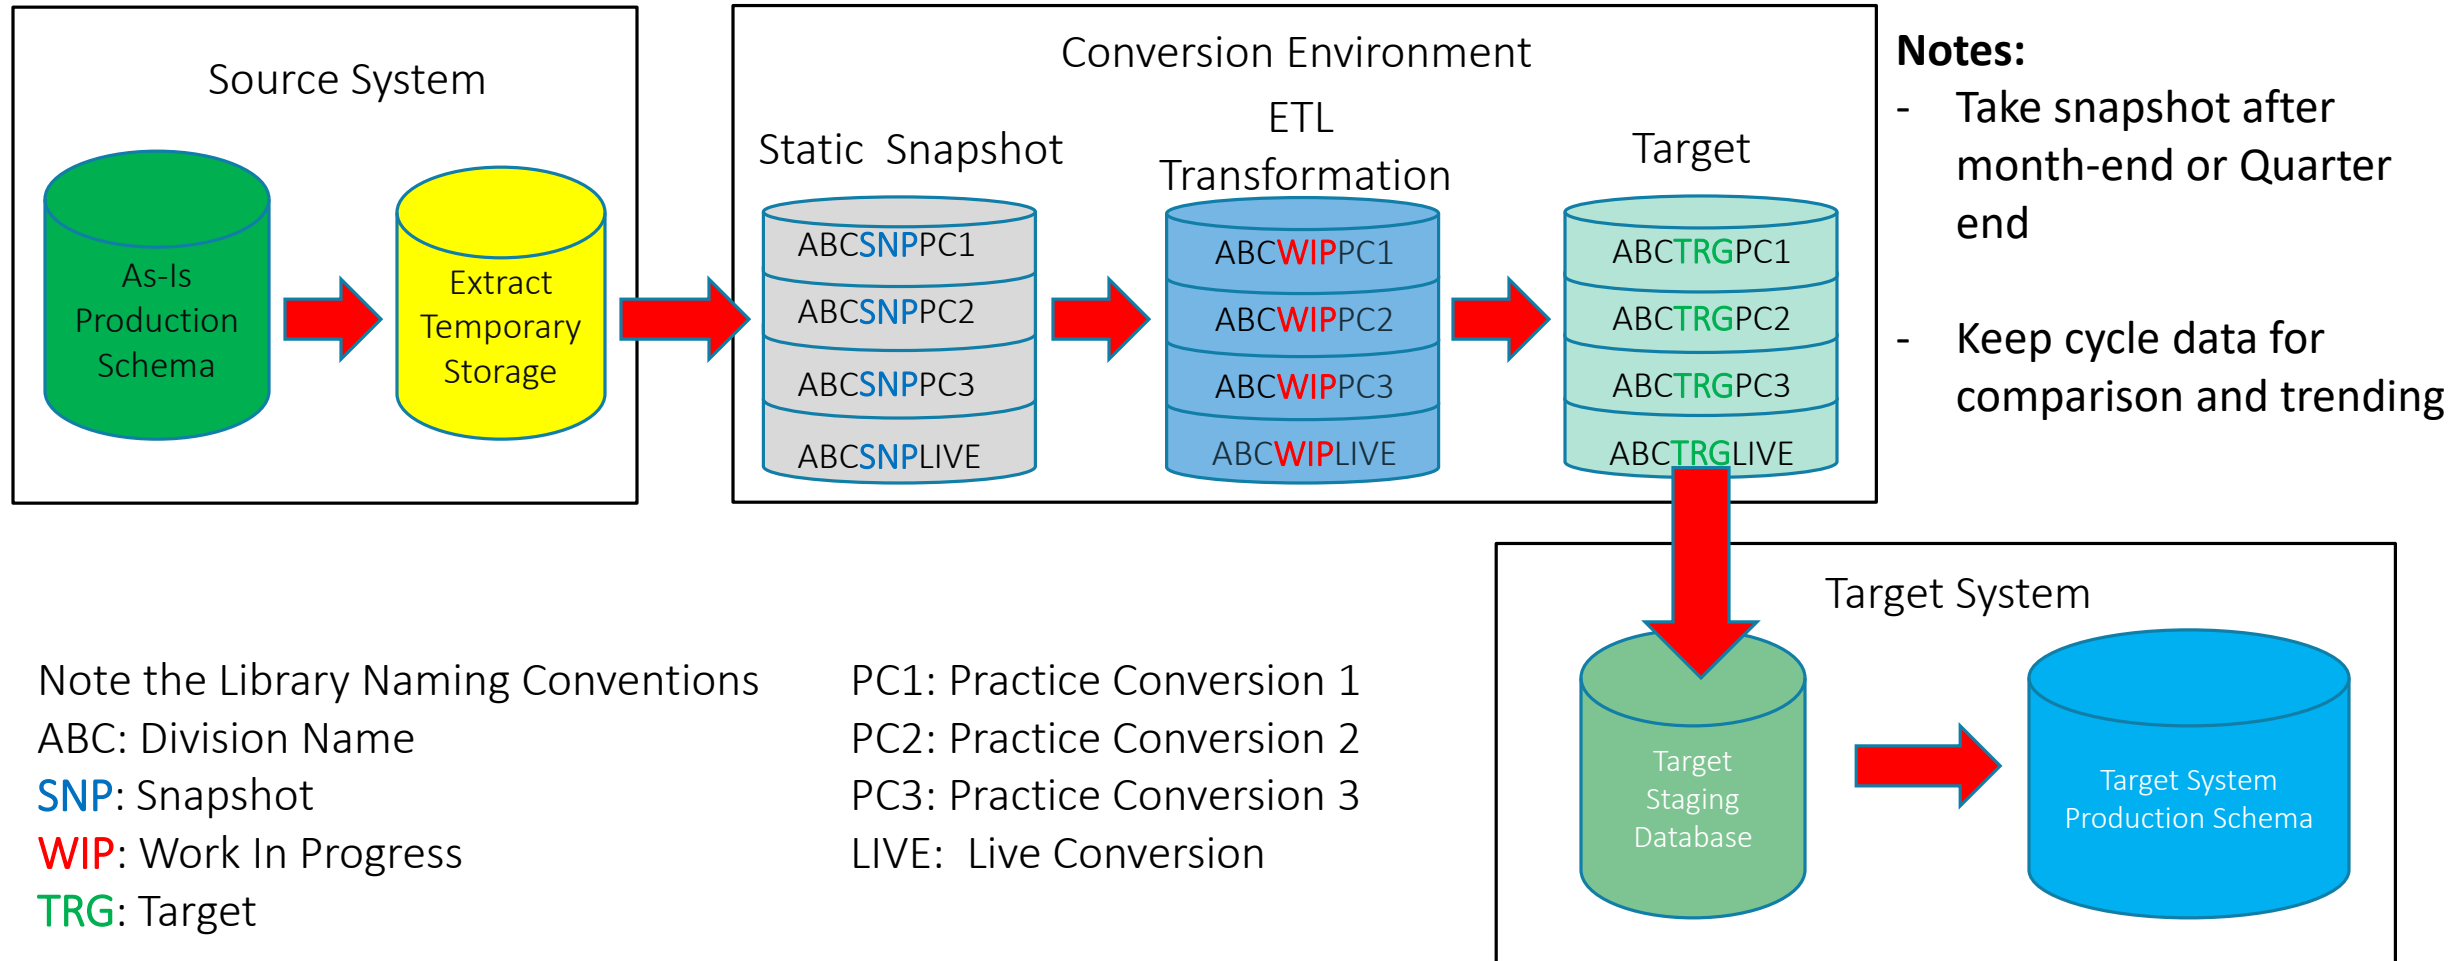 Source System
As-Is
Production
Schema
Extract
Temporary
Storage
Conversion Environment
Static  Snapshot
ABCSNPPC1
ABCSNPPC2
ABCSNPPC3
ABCSNPLIVE
ETL
Transformation
ABCWIPPC1
ABCWIPPC2
ABCWIPPC3
ABCWIPLIVE
Target
ABCTRGPC1
ABCTRGPC2
ABCTRGPC3
ABCTRGLIVE
Notes:
- Take snapshot after
month-end or Quarter
end
- Keep cycle data for
comparison and trending
Target System
Target
Staging
Database
Target System
Production Schema
Note the Library Naming Conventions
ABC: Division Name
SNP: Snapshot
WIP: Work In Progress
TRG: Target
PC1: Practice Conversion 1
PC2: Practice Conversion 2
PC3: Practice Conversion 3
LIVE:  Live Conversion